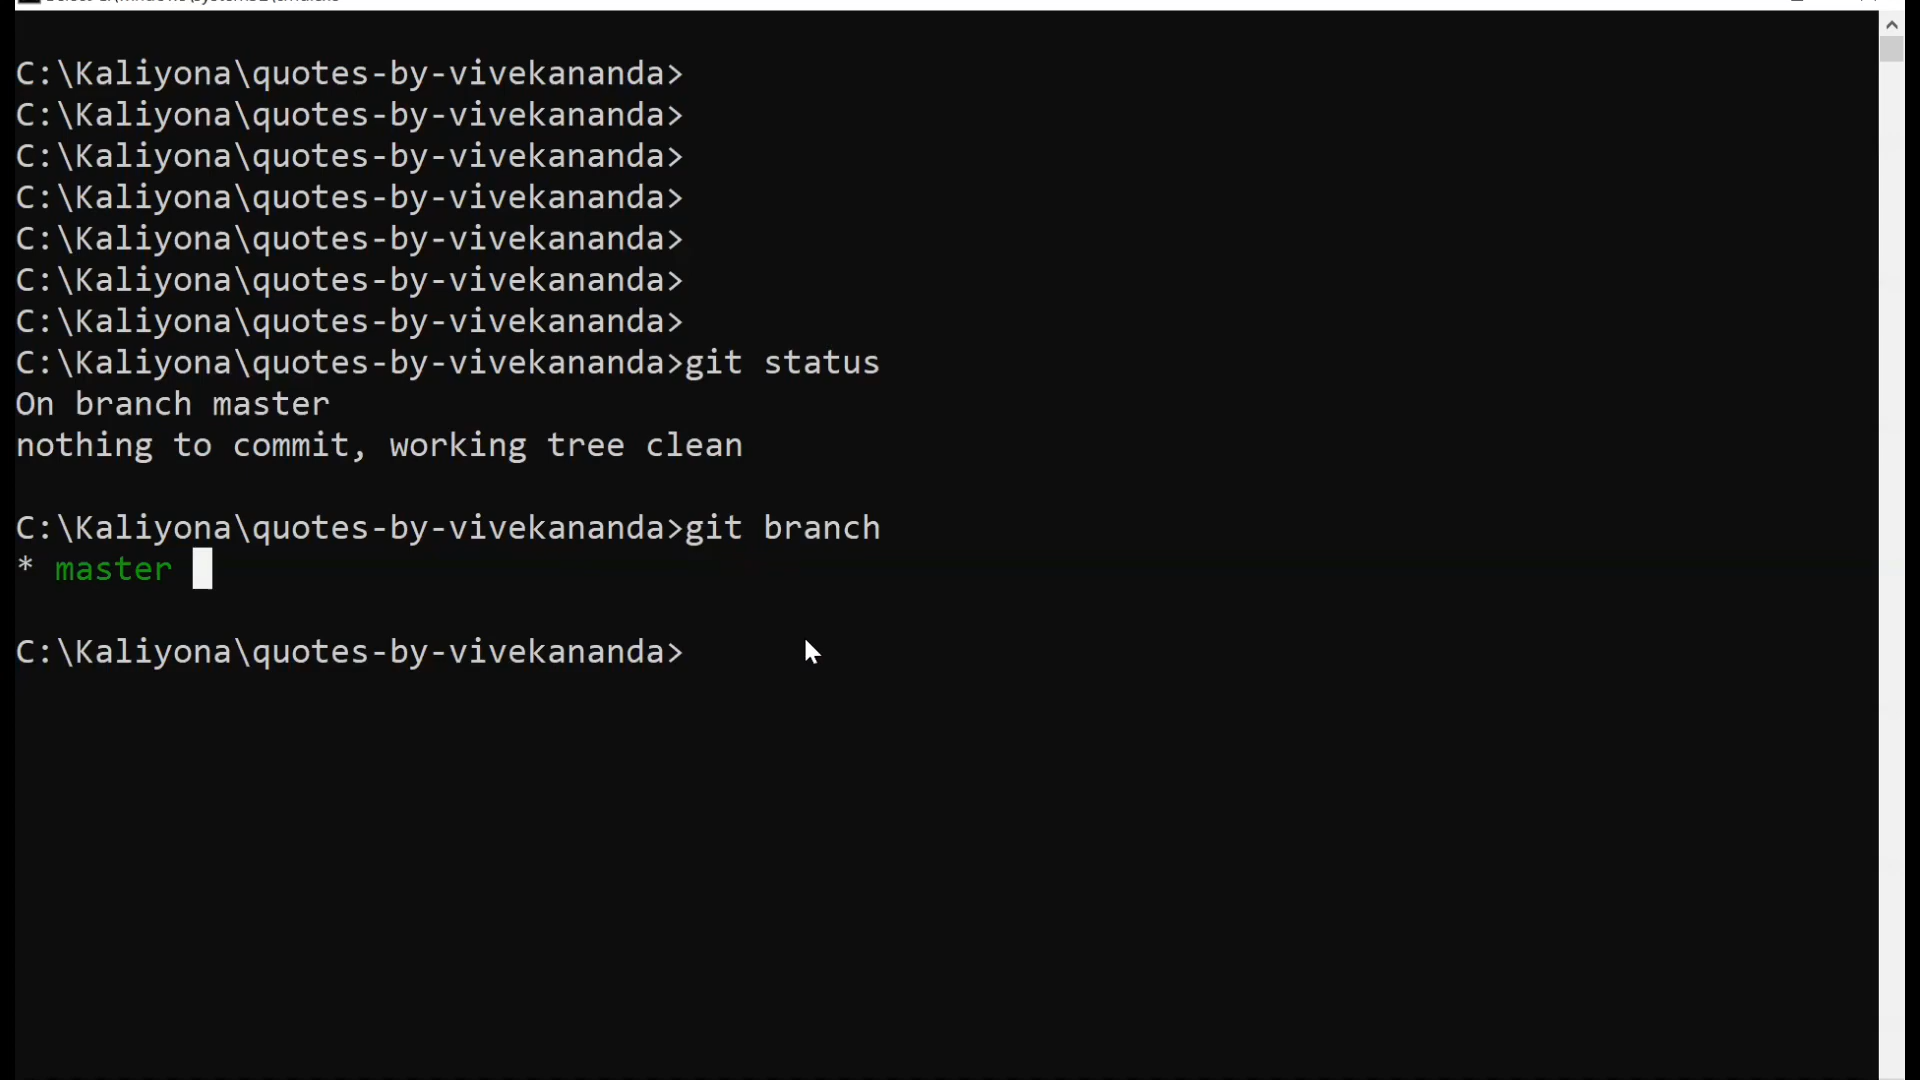 C:\Kaliyona\quotes-by-vivekananda>
C:\Kaliyona\quotes-by-vivekananda>
C:\Kaliyona\quotes-by-vivekananda>
C:\Kaliyona\quotes-by-vivekananda>
C:\Kaliyona\quotes-by-vivekananda>
C:\Kaliyona\quotes-by-vivekananda>
C:\Kaliyona\quotes-by-vivekananda>
C:\Kaliyona\quotes-by-vivekananda>git status
On branch master
nothing to commit, working tree clean
C:\Kaliyona\quotes-by-vivekananda>git branch
* master
C:\Kaliyona\quotes-by-vivekananda>